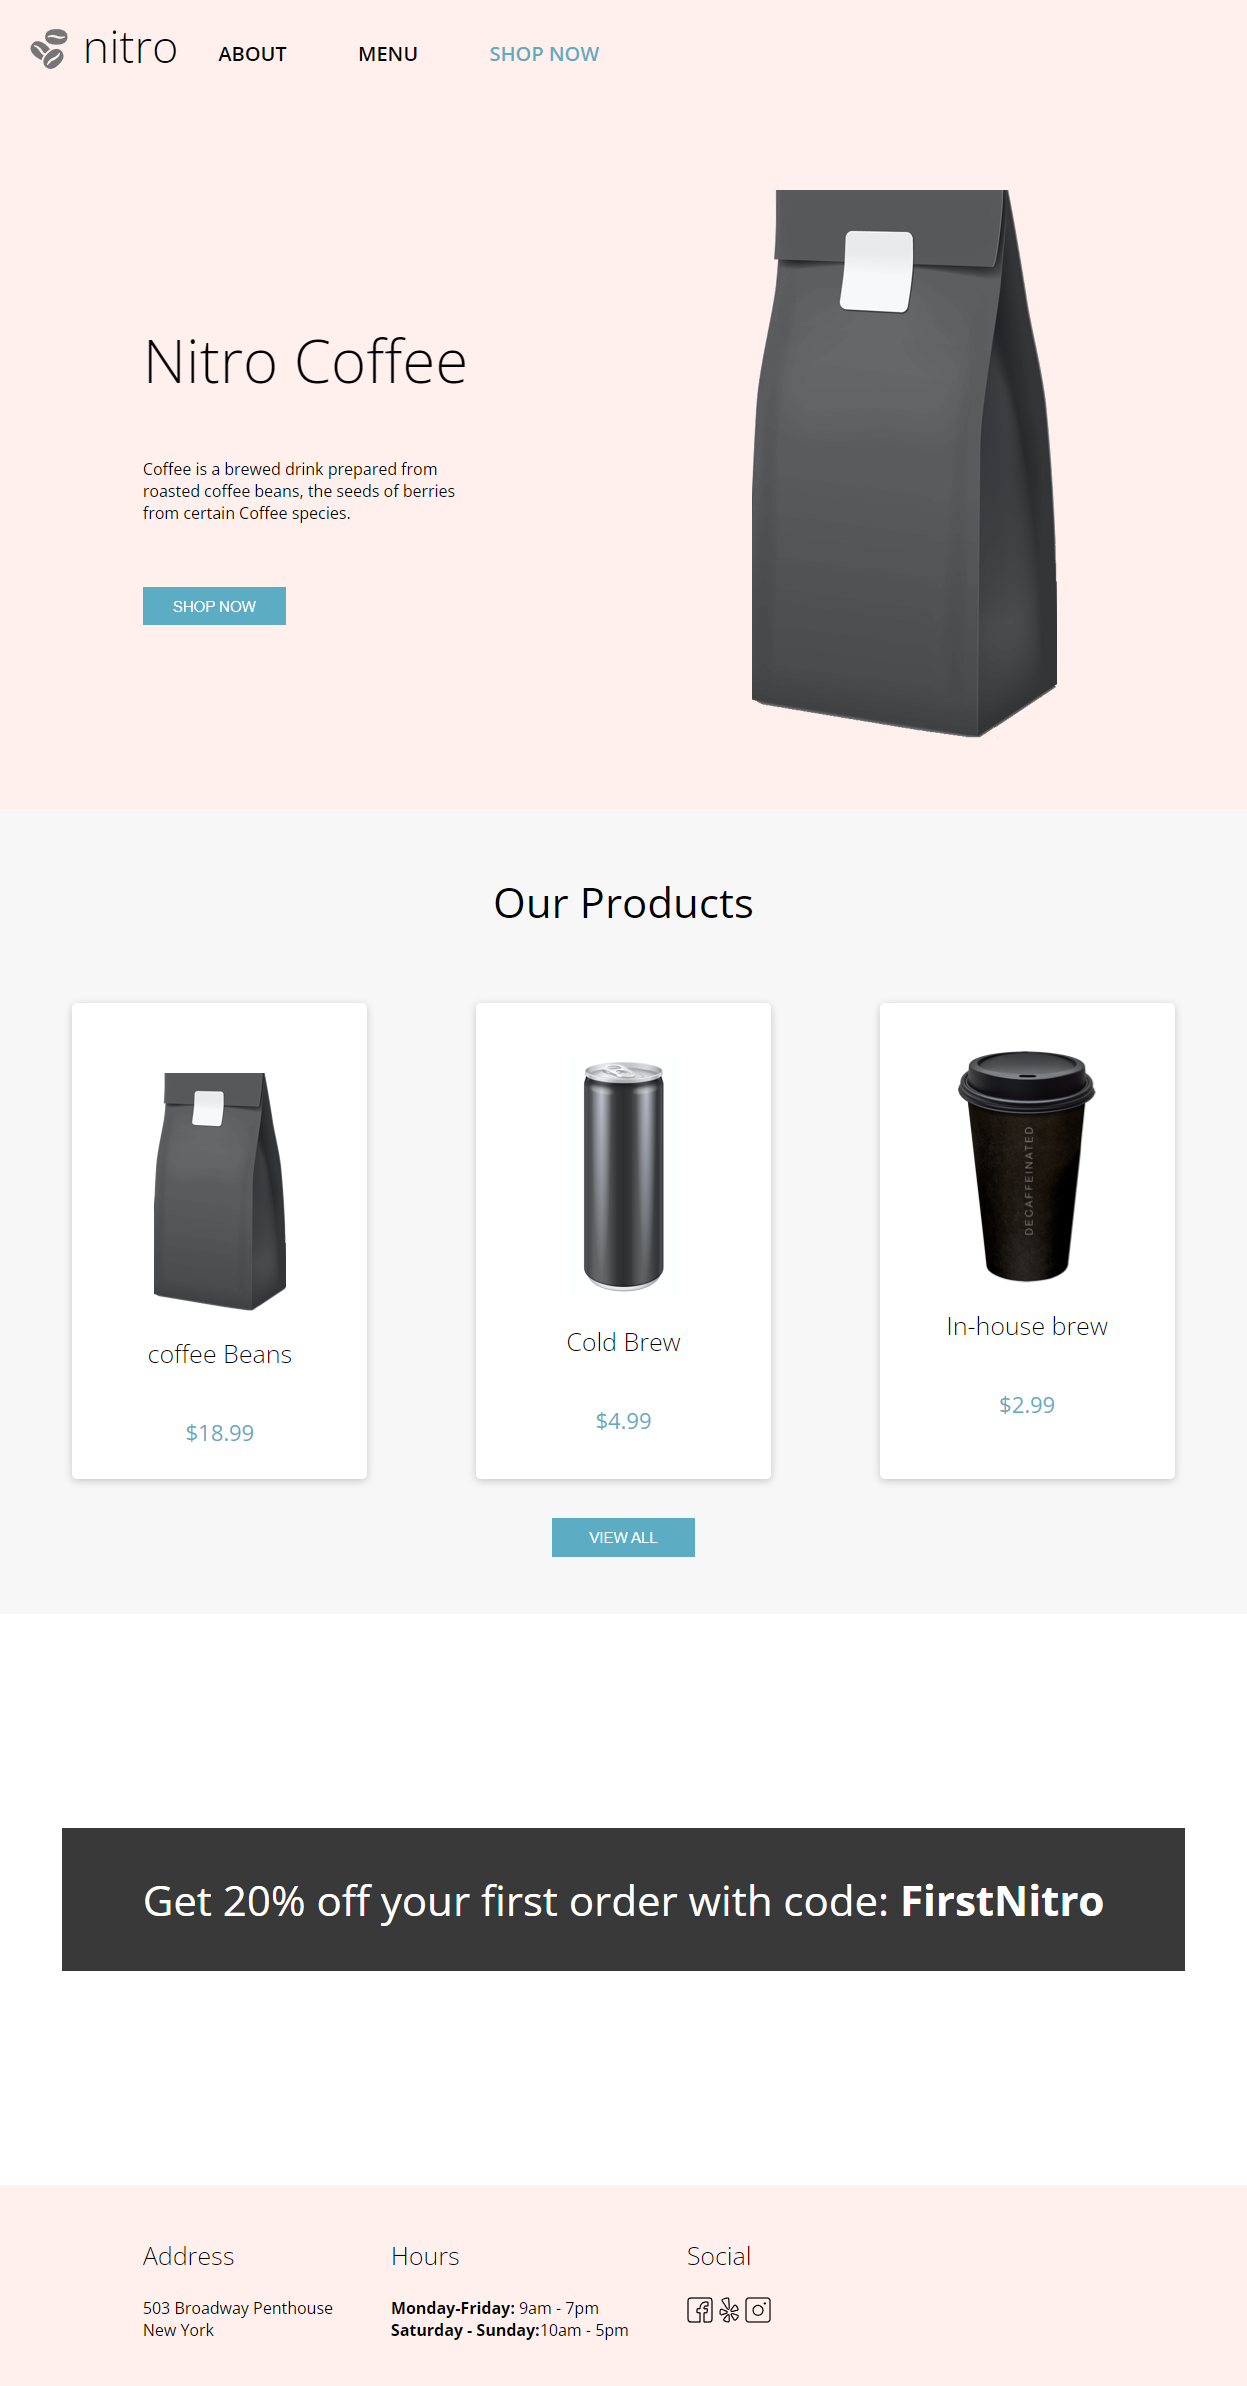 nitro
ABOUT
MENU
SHOP NOW
Nitro Coffee
Coffee is a brewed drink prepared from
roasted coffee beans, the seeds of berries
from certain Coffee species.
SHOP NOW
Our Products
DECAFFEINATED
coffee Beans
$18.99
Cold Brew
$4.99
In-house brew
$2.99
VIEW ALL
Get 20% off your first order with code: FirstNitro
Address
503 Broadway Penthouse
New York
Hours
Monday-Friday: 9am - 7pm
Saturday - Sunday:10am - 5pm
Social